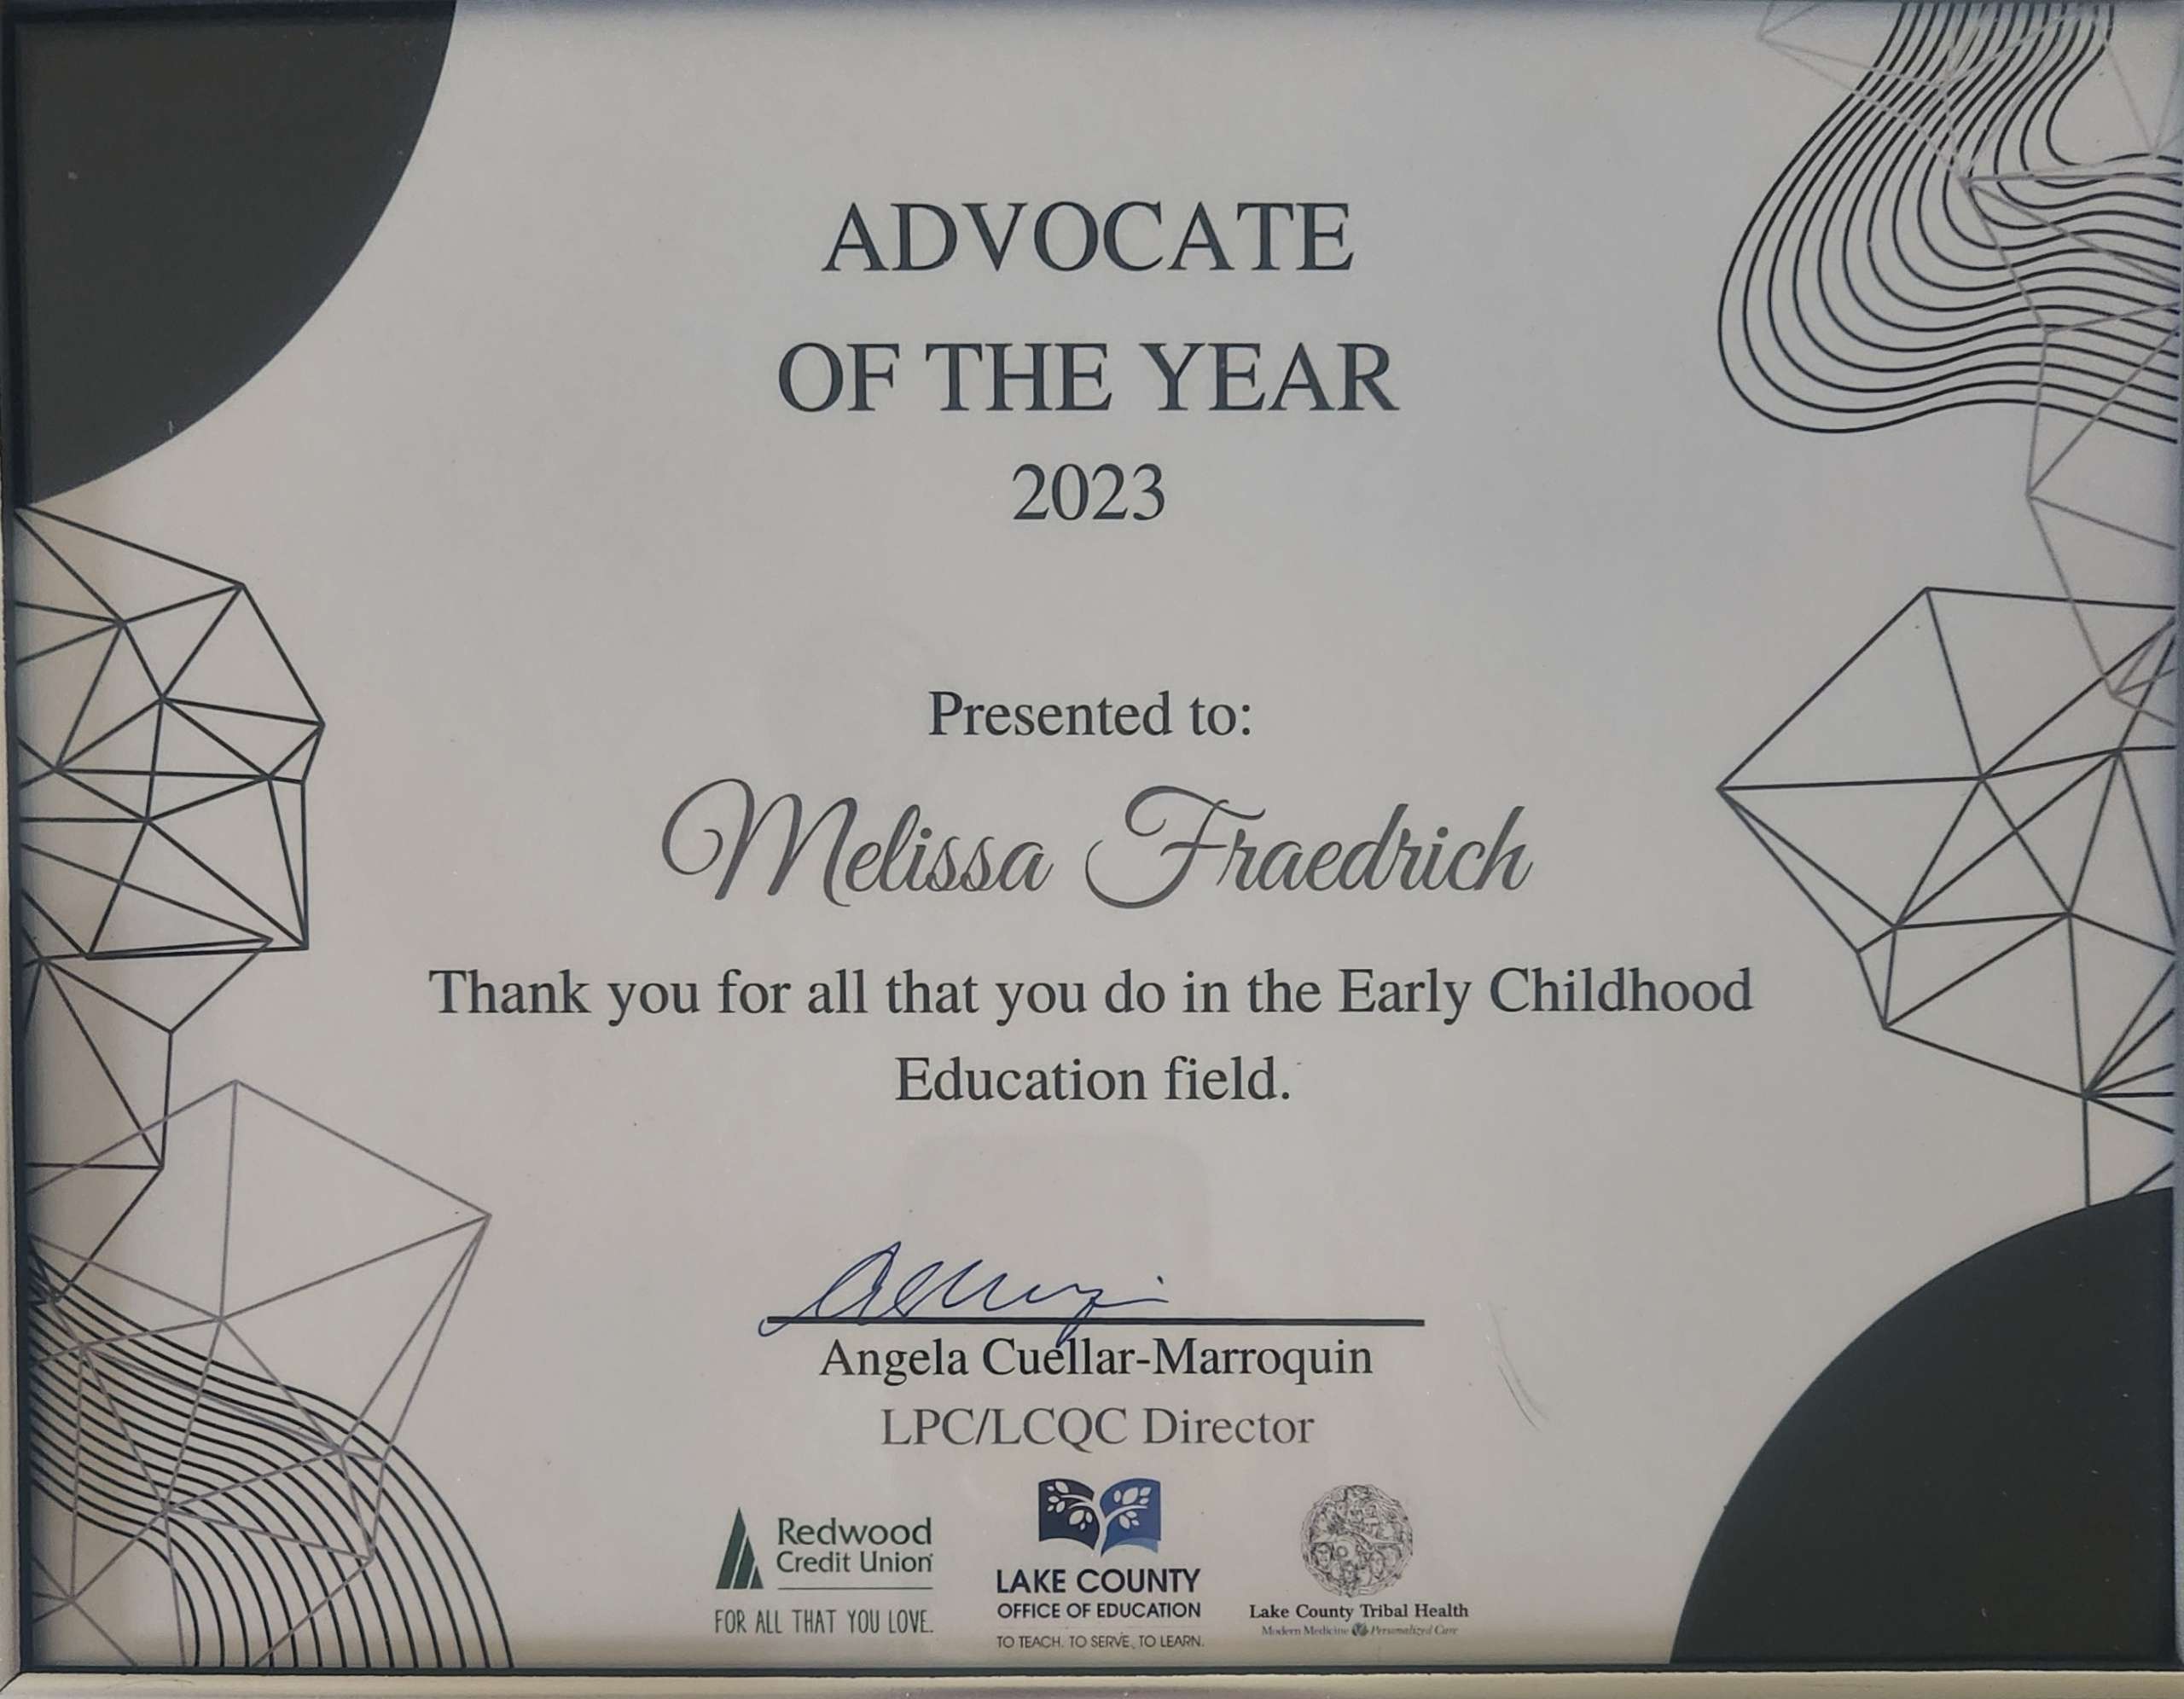 ADVOCATE
OF THE YEAR
2023
Presented to:
Melissa Fraedrich
Thank you for all that you do in the Early Childhood
Education field.
Angela Cuellar-Marroquin
LPC/LCQC Director
Redwood
Credit Union
FOR ALL THAT YOU LOVE.
LAKE COUNTY
OFFICE OF EDUCATION
TO TEACH. TO SERVE, TO LEARN.
Lake County Tribal Health
Modern Medicine Personalized Care